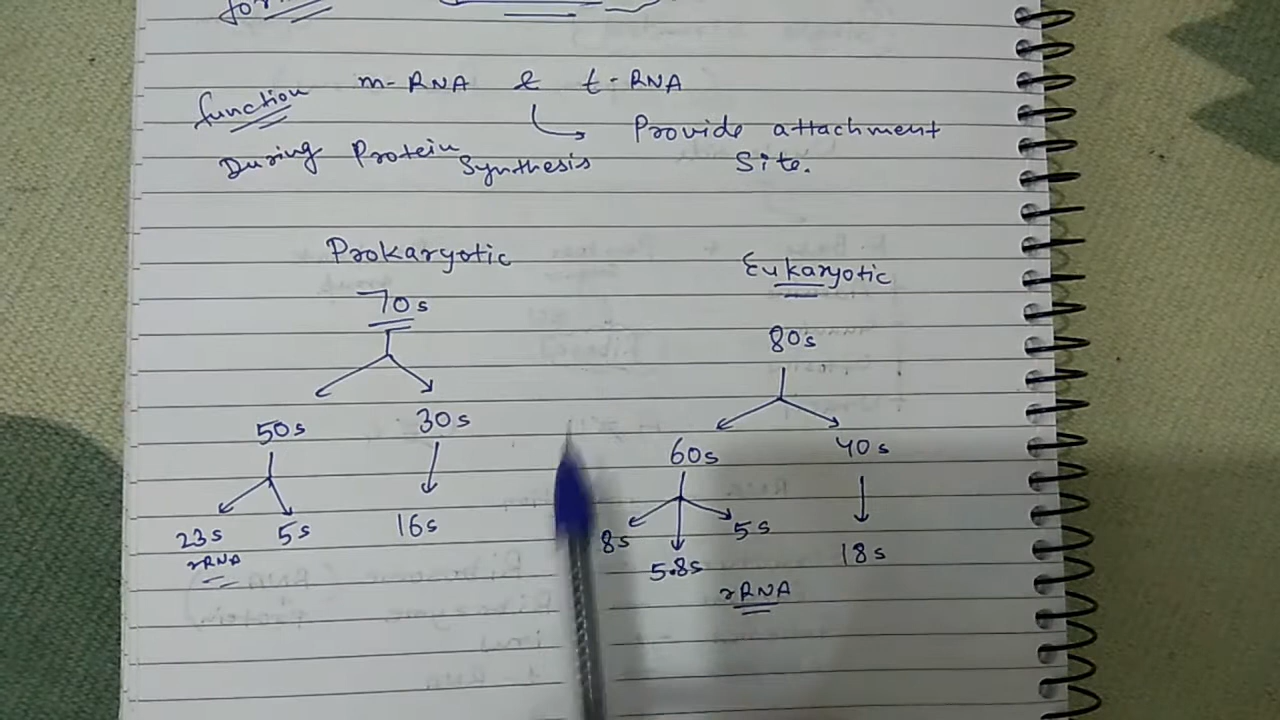 function m-RNA & t-RNA
During Protein Synthesis
Provide attachment
Site.
Prokaryotic
70s
50s 30s
23s 5s 16s
rRNA
Eukaryotic
80s
60s 40s
8s 5.8s 5s 18s
rRNA